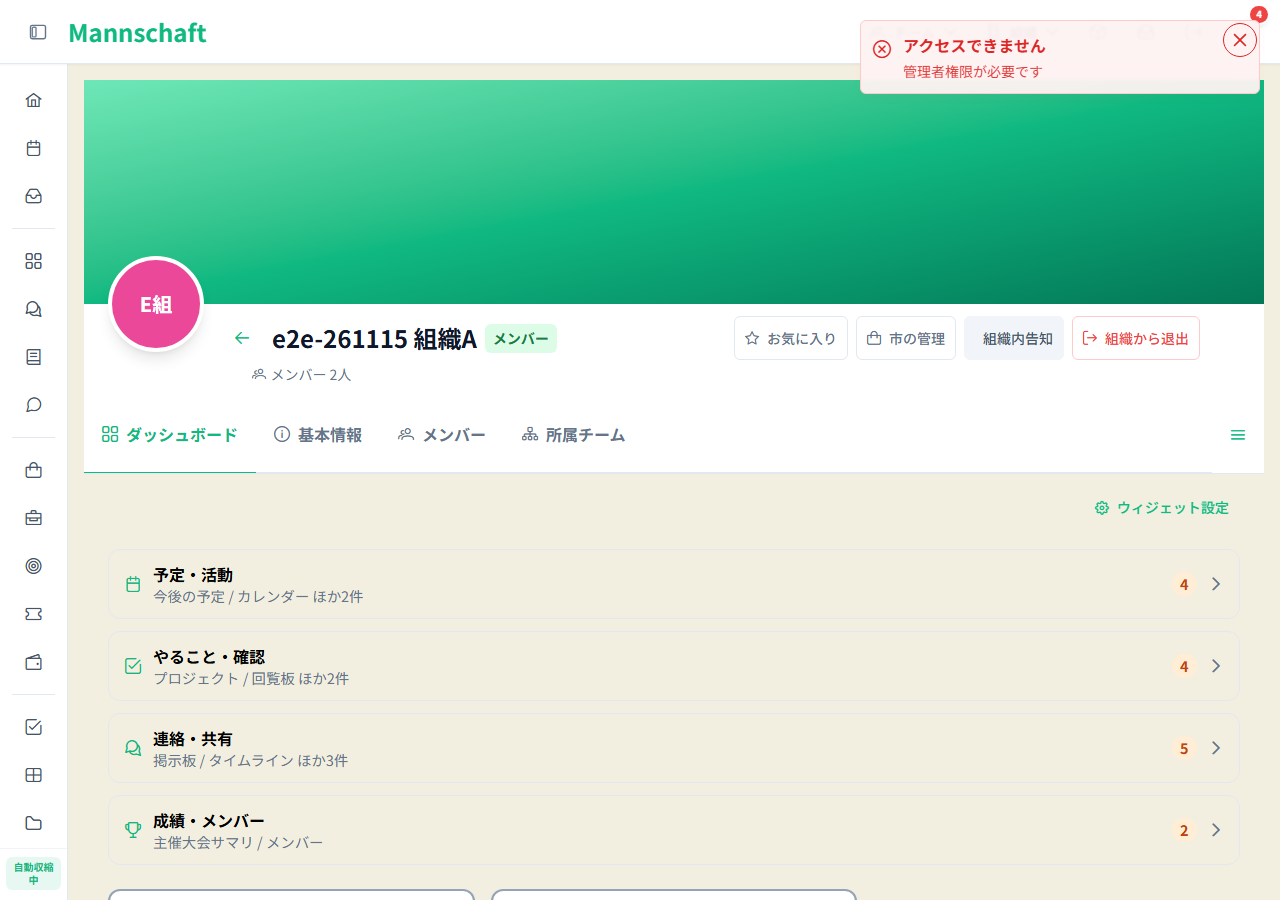 Mannschaft
4
アクセスできません
管理者権限が必要です
E組
e2e-261115 組織A
メンバー
お気に入り
市の管理
組織内告知
組織から退出
メンバー 2人
ダッシュボード
基本情報
メンバー
所属チーム
ウィジェット設定
予定・活動
今後の予定 / カレンダー ほか2件
4
やること・確認
プロジェクト / 回覧板 ほか2件
4
連絡・共有
掲示板 / タイムライン ほか3件
5
成績・メンバー
主催大会サマリ / メンバー
2
自動収縮
中